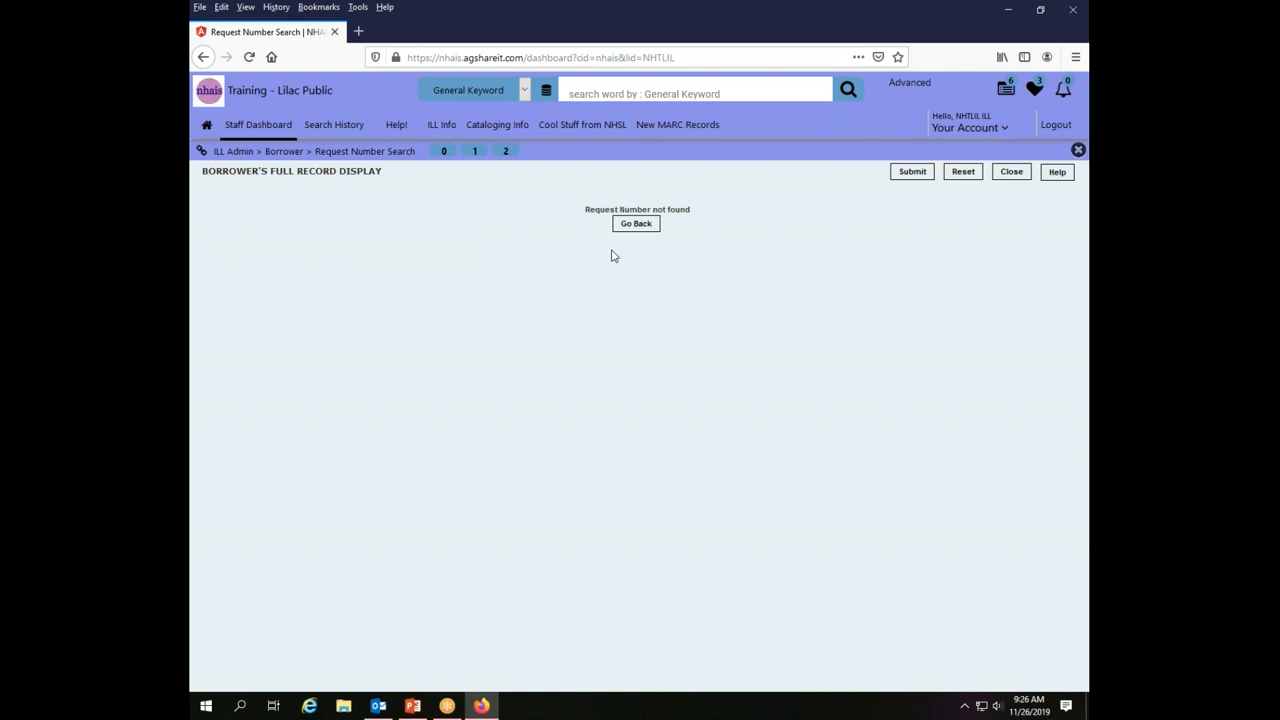 File Edit View History Bookmarks Tools Help
Request Number Search | NHA
https://nhais.agshareit.com/dashboard?cid=nhais&lid=NHTLIL
nhais Training - Lilac Public General Keyword search word by : General Keyword Advanced 6 3 0
Staff Dashboard Search History Help! ILL Info Cataloging Info Cool Stuff from NHSL New MARC Records Hello, NHTLIL ILL Your Account Logout
ILL Admin > Borrower > Request Number Search 0 1 2
BORROWER'S FULL RECORD DISPLAY Submit Reset Close Help
Request Number not found
Go Back
9:26 AM
11/26/2019